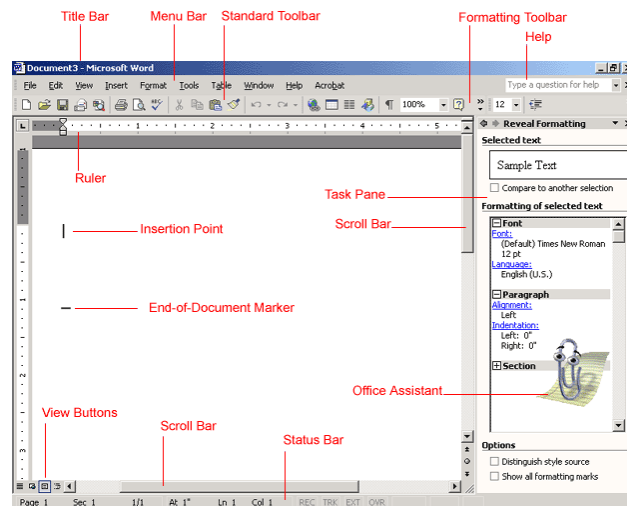 Title Bar
Menu Bar
Standard Toolbar
Formatting Toolbar
Help
Document3 - Microsoft Word
File Edit View Insert Format Tools Table Window Help Acrobat
Type a question for help
100%
12
1 2 3 4 5
Reveal Formatting
Selected text
Sample Text
Compare to another selection
Formatting of selected text
Font
Font:
(Default) Times New Roman
12 pt
Language:
English (U.S.)
Paragraph
Alignment:
Left
Indentation:
Left: 0"
Right: 0"
Section
Options
Distinguish style source
Show all formatting marks
Ruler
Task Pane
Insertion Point
Scroll Bar
End-of-Document Marker
Office Assistant
View Buttons
Scroll Bar
Status Bar
Page 1 Sec 1 1/1 At 1" Ln 1 Col 1 REC TRK EXT OVR